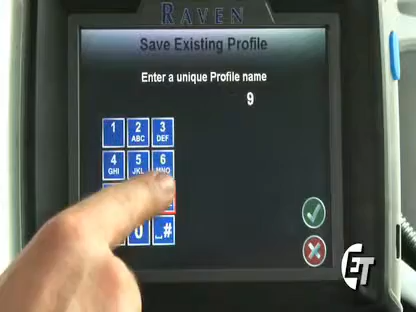 RAVEN
Save Existing Profile
Enter a unique Profile name
9
1 2 ABC 3 DEF
4 GHI 5 JKL 6 MNO
0 #
ET